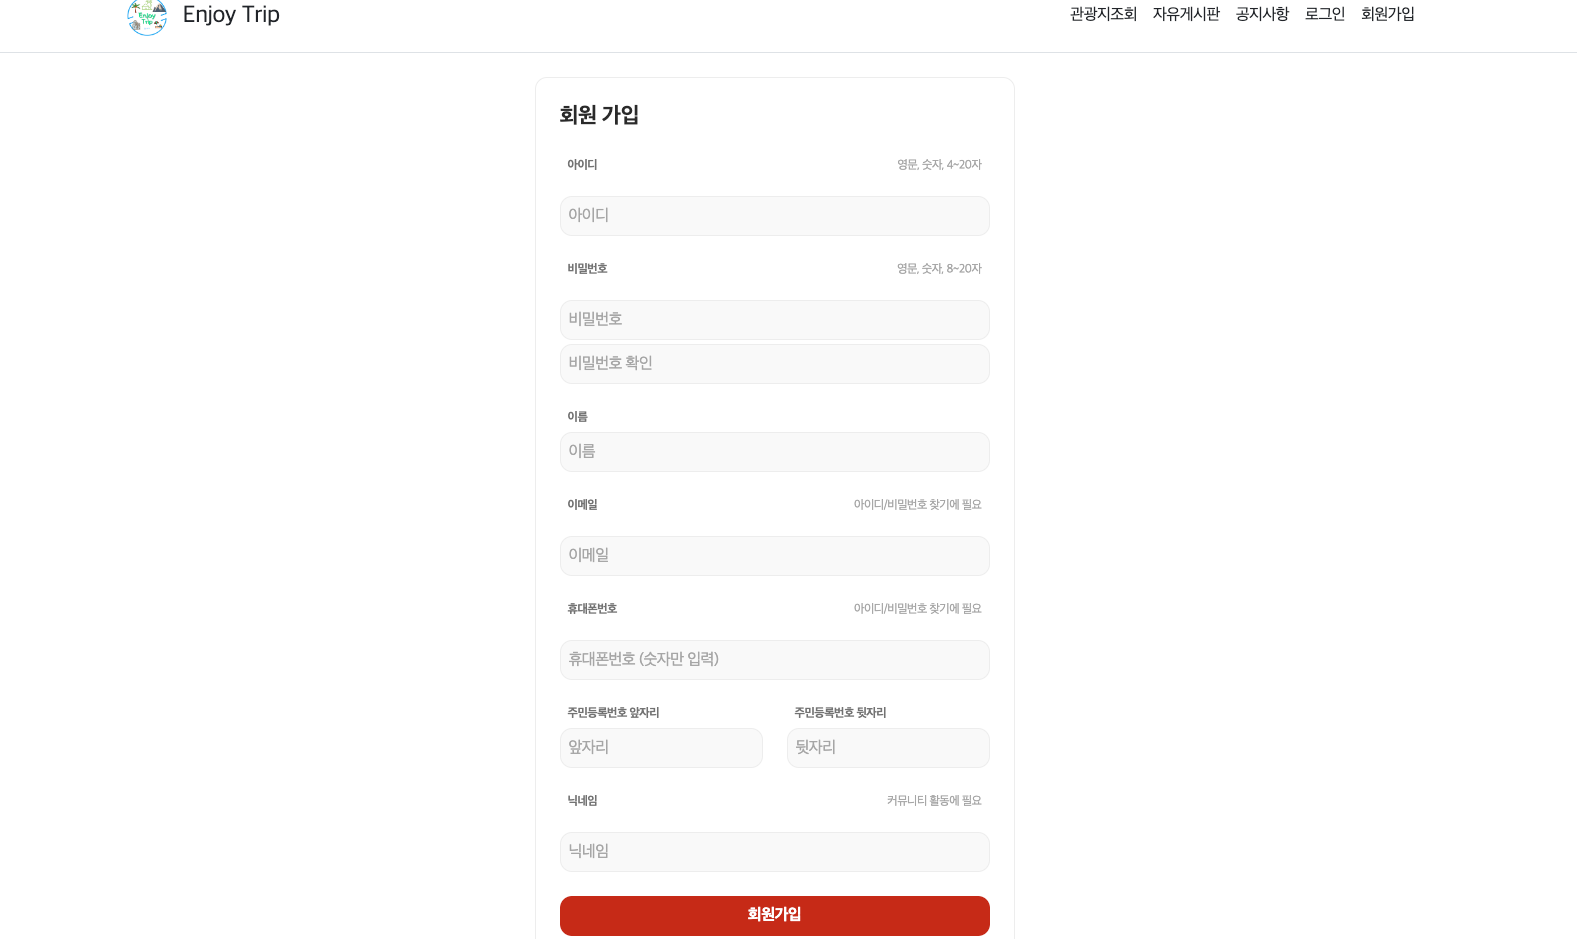 Enjoy Trip
Enjoy Trip 관광지조회 자유게시판 공지사항 로그인 회원가입
회원 가입
아이디 영문, 숫자, 4~20자
아이디
비밀번호 영문, 숫자, 8~20자
비밀번호
비밀번호 확인
이름
이름
이메일 아이디/비밀번호 찾기에 필요
이메일
휴대폰번호 아이디/비밀번호 찾기에 필요
휴대폰번호 (숫자만 입력)
주민등록번호 앞자리 주민등록번호 뒷자리
앞자리 뒷자리
닉네임 커뮤니티 활동에 필요
닉네임
회원가입